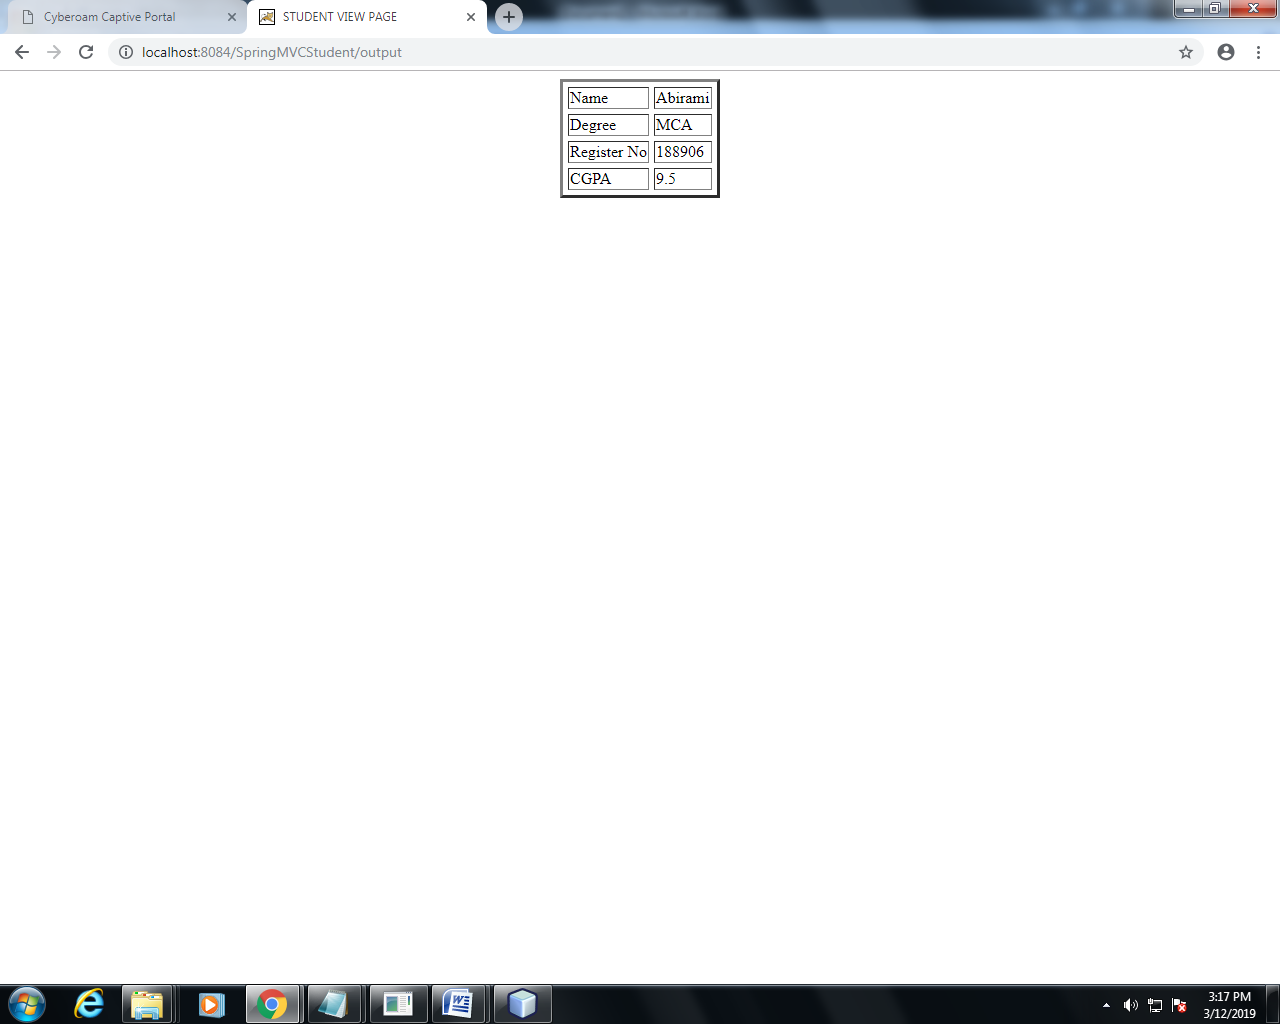 Cyberoam Captive Portal
STUDENT VIEW PAGE
localhost:8084/SpringMVCStudent/output
Name Abirami
Degree MCA
Register No 188906
CGPA 9.5
3:17 PM
3/12/2019